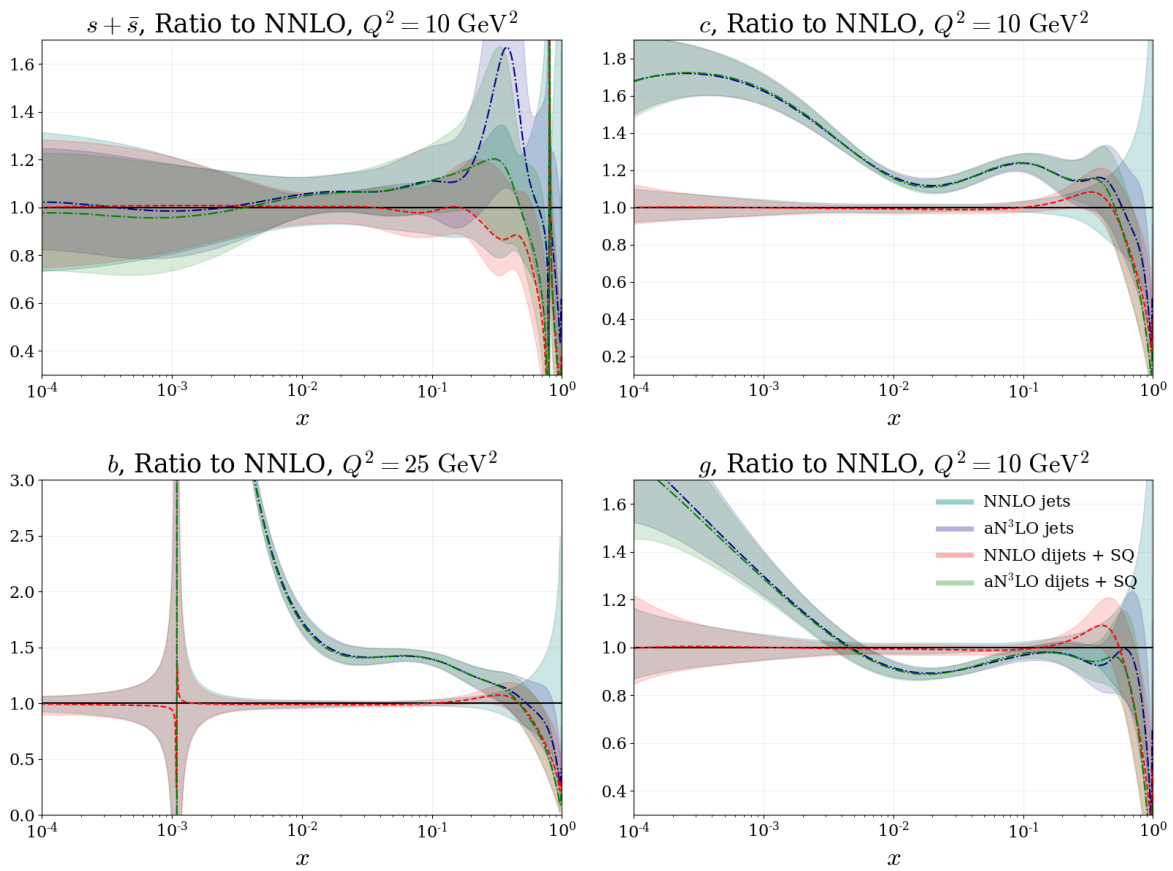 s + s̄, Ratio to NNLO, Q² = 10 GeV²
1.6
1.4
1.2
1.0
0.8
0.6
0.4
10⁻⁴ 10⁻³ 10⁻² 10⁻¹ 10⁰
x
c, Ratio to NNLO, Q² = 10 GeV²
1.8
1.6
1.4
1.2
1.0
0.8
0.6
0.4
0.2
10⁻⁴ 10⁻³ 10⁻² 10⁻¹ 10⁰
x
b, Ratio to NNLO, Q² = 25 GeV²
3.0
2.5
2.0
1.5
1.0
0.5
0.0
10⁻⁴ 10⁻³ 10⁻² 10⁻¹ 10⁰
x
g, Ratio to NNLO, Q² = 10 GeV²
1.6
1.4
1.2
1.0
0.8
0.6
0.4
10⁻⁴ 10⁻³ 10⁻² 10⁻¹ 10⁰
x
NNLO jets
aN³LO jets
NNLO dijets + SQ
aN³LO dijets + SQ